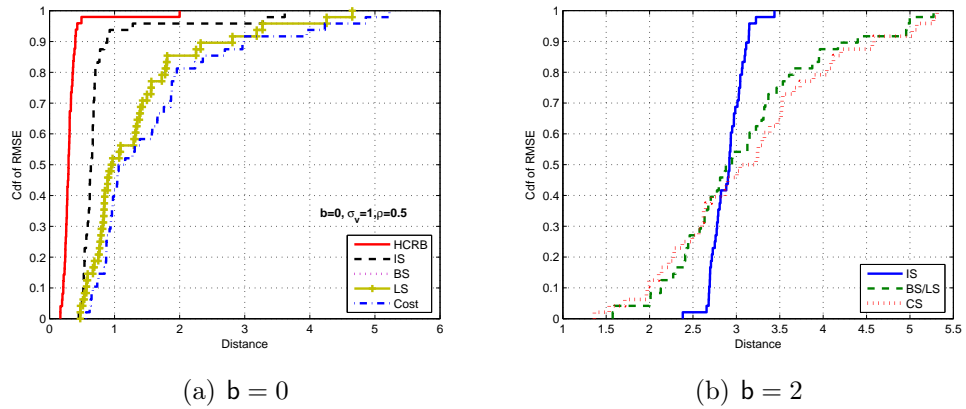 1
0.9
0.8
0.7
0.6
0.5
0.4
0.3
0.2
0.1
0
Cdf of RMSE
b=0, σv=1,ρ=0.5
HCRB
IS
BS
LS
Cost
0 1 2 3 4 5 6
Distance
(a) b = 0
1
0.9
0.8
0.7
0.6
0.5
0.4
0.3
0.2
0.1
0
Cdf of RMSE
IS
BS/LS
CS
1 1.5 2 2.5 3 3.5 4 4.5 5 5.5
Distance
(b) b = 2